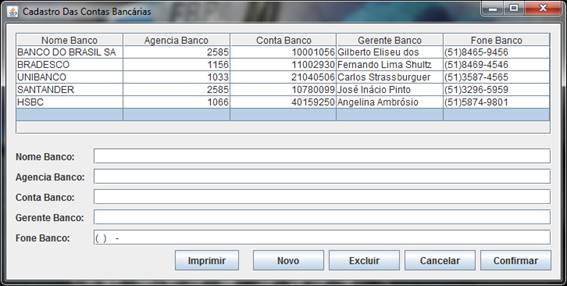 Cadastro Das Contas Bancárias
Nome Banco Agencia Banco Conta Banco Gerente Banco Fone Banco
BANCO DO BRASIL SA 2585 10001056 Gilberto Eliseu dos (51)8465-9456
BRADESCO 1156 11002930 Fernando Lima Shultz (51)8469-4546
UNIBANCO 1033 21040506 Carlos Strassburguer (51)3587-4565
SANTANDER 2585 10780099 José Inácio Pinto (51)3296-5959
HSBC 1066 40159250 Angelina Ambrósio (51)5874-9801
Nome Banco:
Agencia Banco:
Conta Banco:
Gerente Banco:
Fone Banco: ( ) -
Imprimir Novo Excluir Cancelar Confirmar